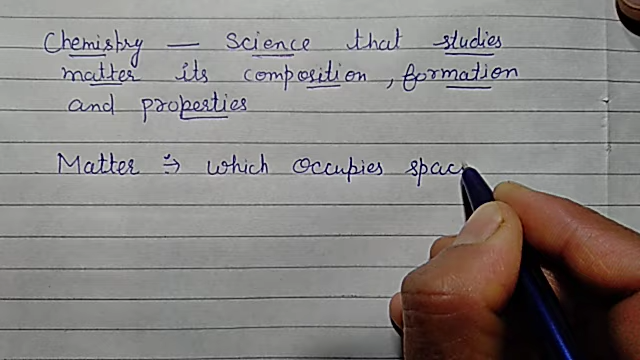 Chemistry — Science that studies
matter its composition, formation
and properties
Matter ⇒ which occupies spac